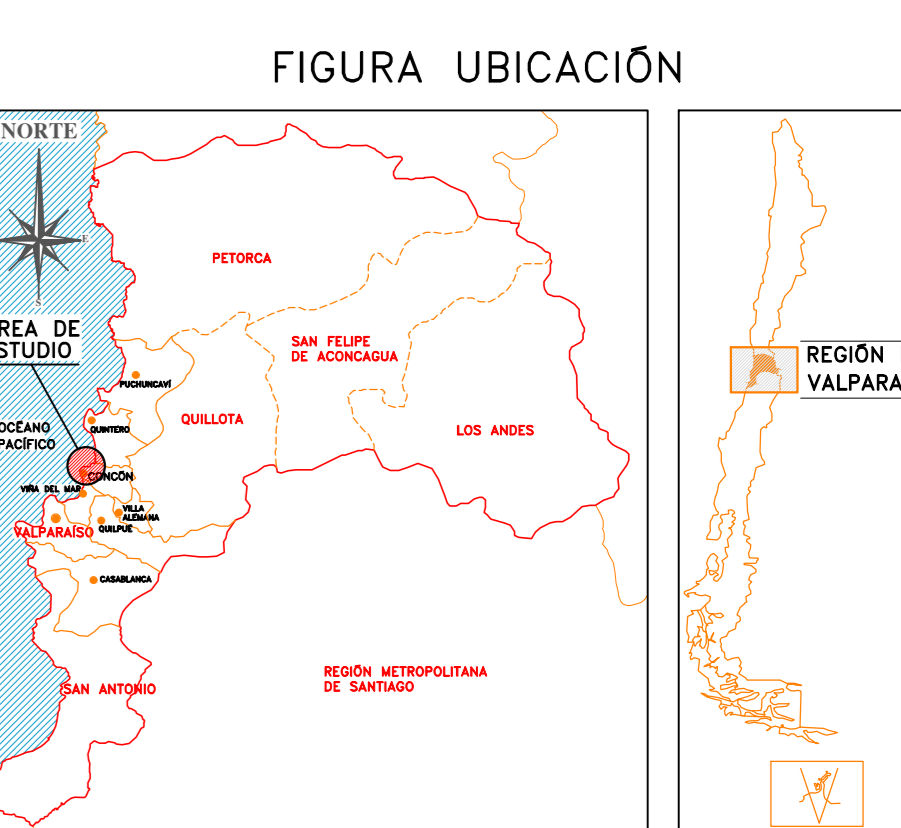 FIGURA UBICACIÓN
NORTE
E
S
PETORCA
REA DE
STUDIO
SAN FELIPE
DE ACONCAGUA
REGIÓN
VALPARA
PUCHUNCAVÍ
QUILLOTA
QUINTERO
OCÉANO
PACÍFICO
LOS ANDES
CONCÓN
VIÑA DEL MAR
VILLA
ALEMANA
QUILPUÉ
VALPARAÍSO
CASABLANCA
REGIÓN METROPOLITANA
DE SANTIAGO
SAN ANTONIO